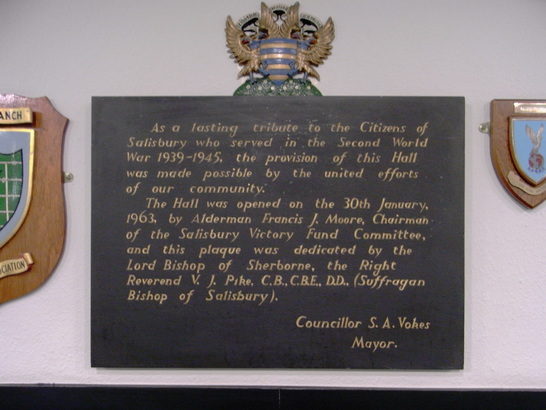 As a lasting tribute to the Citizens of
Salisbury who served in the Second World
War 1939-1945, the provision of this Hall
was made possible by the united efforts
of our community.
The Hall was opened on the 30th January,
1963, by Alderman Francis J. Moore, Chairman
of the Salisbury Victory Fund Committee,
and this plaque was dedicated by the
Lord Bishop of Sherborne, the Right
Reverend V. J. Pike, C.B., C.B.E., D.D., (Suffragan
Bishop of Salisbury).
Councillor S. A. Vokes
Mayor.